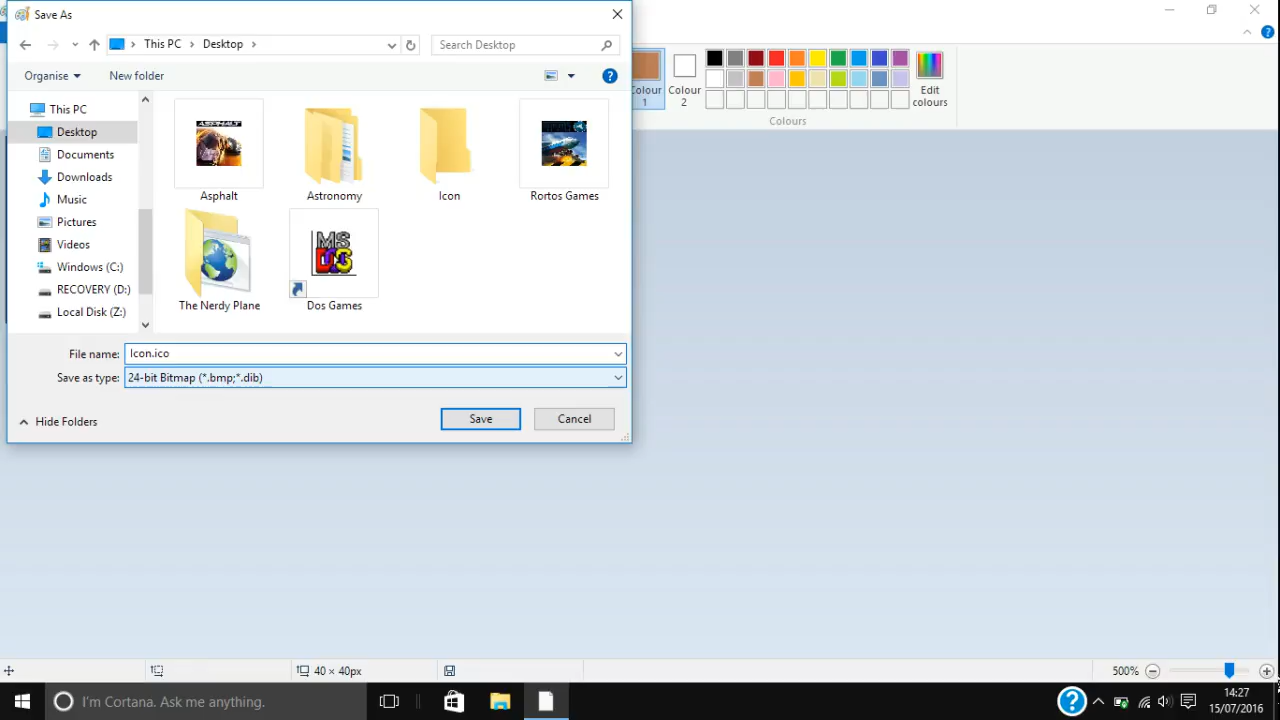 Save As
This PC
Desktop
Search Desktop
Organise
New folder
This PC
Desktop
Documents
Downloads
Music
Pictures
Videos
Windows (C:)
RECOVERY (D:)
Local Disk (Z:)
ASPHALT
Asphalt
Astronomy
Icon
Rortos Games
The Nerdy Plane
MS
DOS
Dos Games
File name:
Icon.ico
Save as type:
24-bit Bitmap (*.bmp;*.dib)
Hide Folders
Save
Cancel
Colour
1
Colour
2
Edit
colours
Colours
40 × 40px
500%
I'm Cortana. Ask me anything.
14:27
15/07/2016